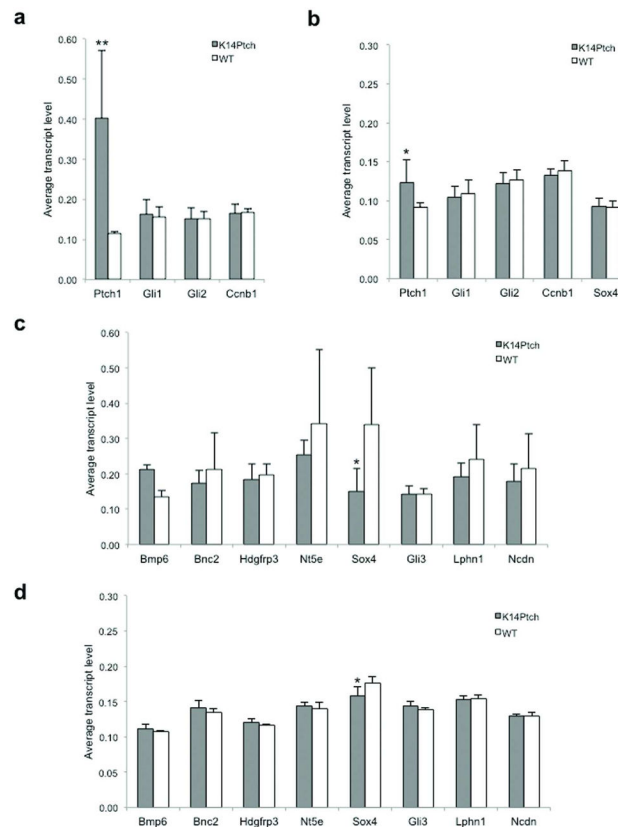 a
Average transcript level
0.60
0.50
0.40
0.30
0.20
0.10
0.00
**
K14Ptch
WT
Ptch1 Gli1 Gli2 Ccnb1
b
Average transcript level
0.30
0.25
0.20
0.15
0.10
0.05
0.00
*
K14Ptch
WT
Ptch1 Gli1 Gli2 Ccnb1 Sox4
c
Average transcript level
0.60
0.50
0.40
0.30
0.20
0.10
0.00
*
K14Ptch
WT
Bmp6 Bnc2 Hdgfrp3 Nt5e Sox4 Gli3 Lphn1 Ncdn
d
Average transcript level
0.30
0.25
0.20
0.15
0.10
0.05
0.00
*
K14Ptch
WT
Bmp6 Bnc2 Hdgfrp3 Nt5e Sox4 Gli3 Lphn1 Ncdn